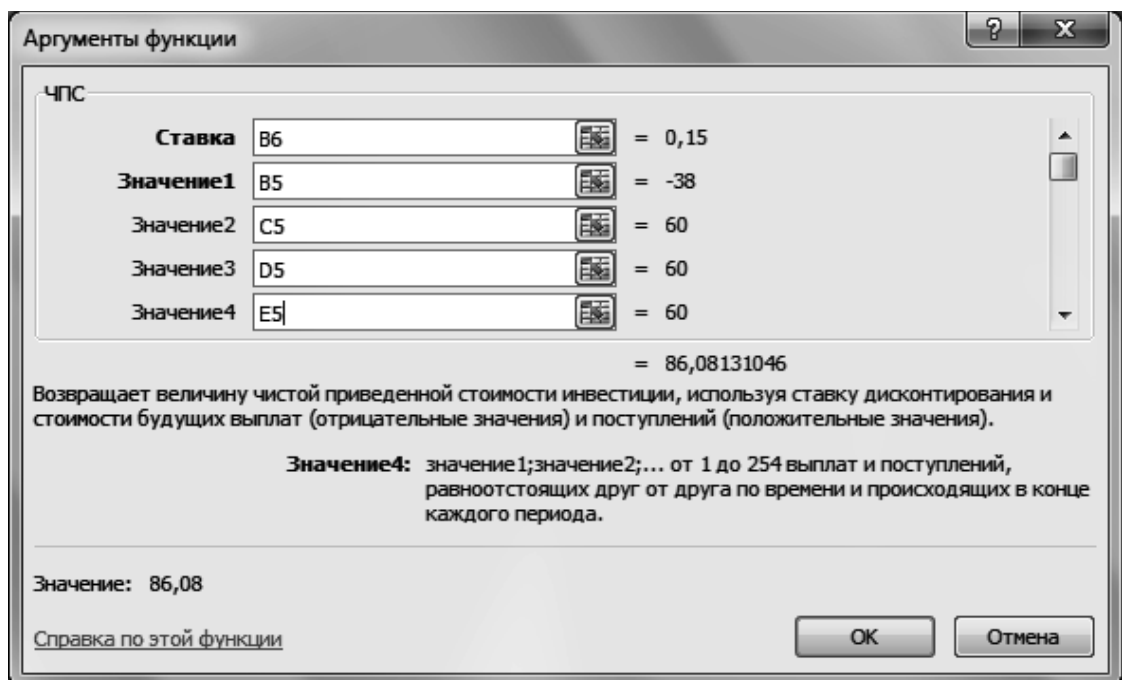 Аргументы функции
?
X
ЧПС
Ставка B6 = 0,15
Значение1 B5 = -38
Значение2 C5 = 60
Значение3 D5 = 60
Значение4 E5 = 60
= 86,08131046
Возвращает величину чистой приведенной стоимости инвестиции, используя ставку дисконтирования и
стоимости будущих выплат (отрицательные значения) и поступлений (положительные значения).
Значение4: значение1;значение2;... от 1 до 254 выплат и поступлений,
равноотстоящих друг от друга по времени и происходящих в конце
каждого периода.
Значение: 86,08
Справка по этой функции
OK
Отмена